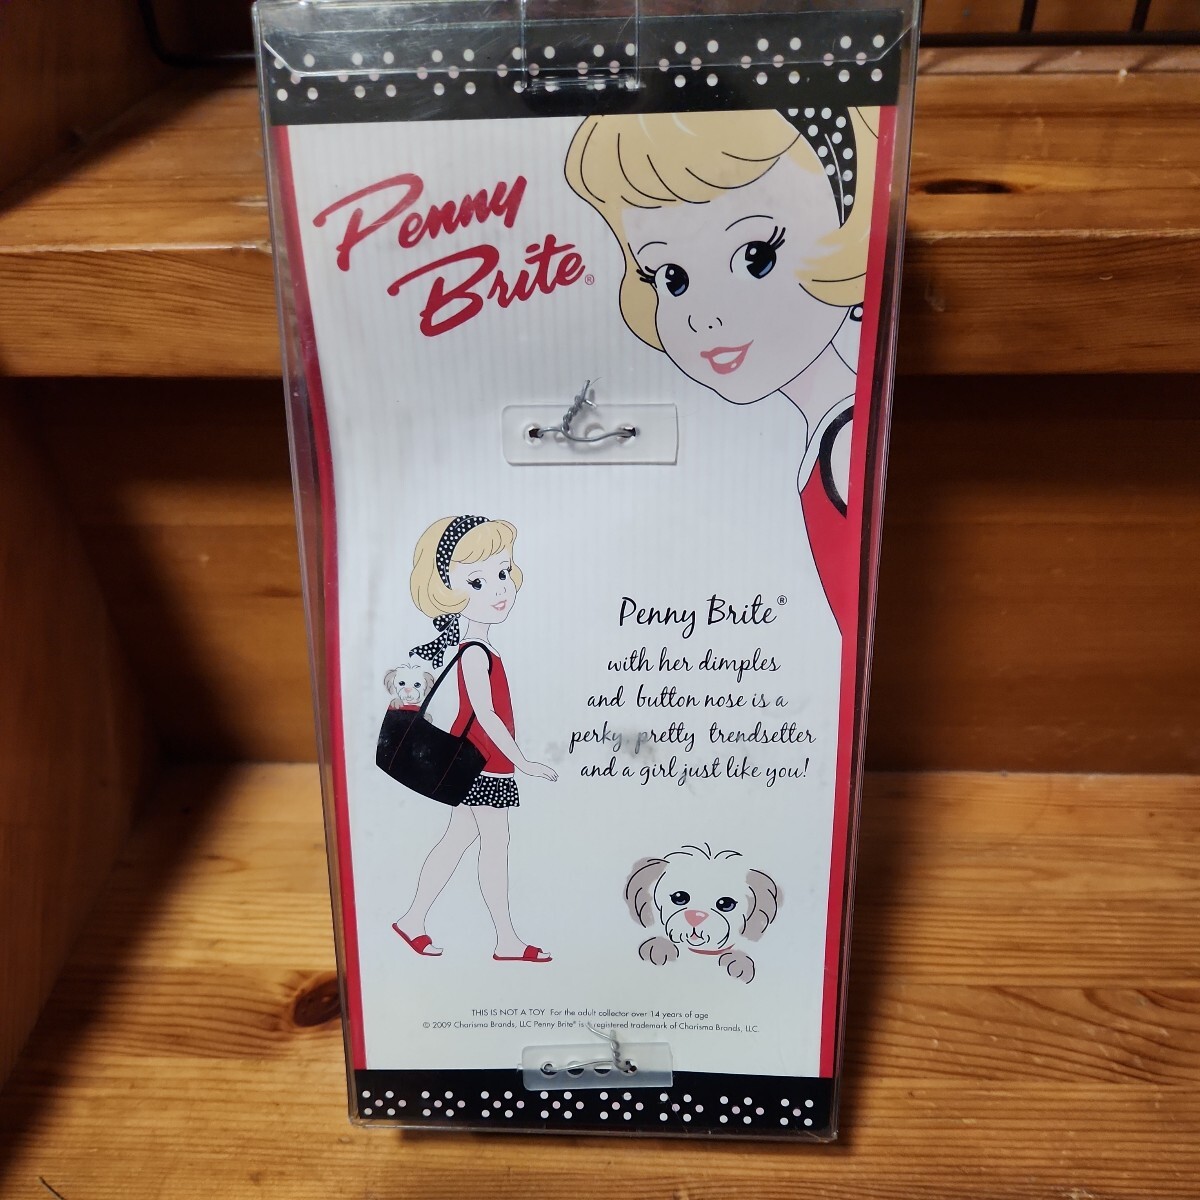 Penny
Brite®
Penny Brite®
with her dimples
and button nose is a
perky, pretty trendsetter
and a girl just like you!
THIS IS NOT A TOY For the adult collector over 14 years of age
© 2009 Charisma Brands, LLC Penny Brite® is a registered trademark of Charisma Brands, LLC.